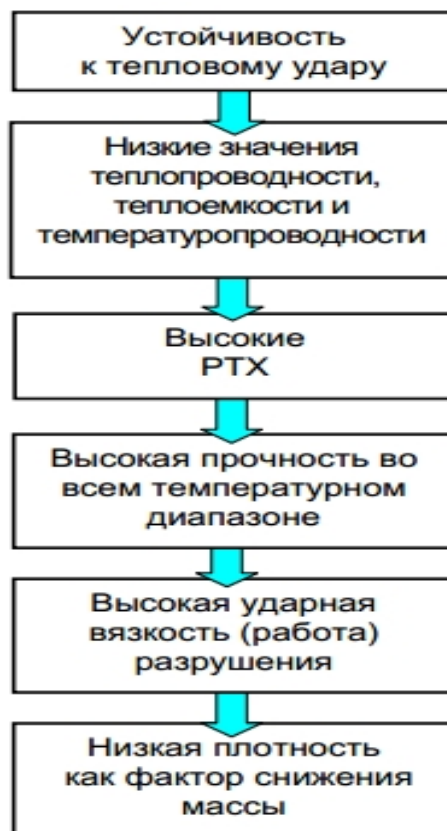 Устойчивость
к тепловому удару
Низкие значения
теплопроводности,
теплоемкости и
температуропроводности
Высокие
РТХ
Высокая прочность во
всем температурном
диапазоне
Высокая ударная
вязкость (работа)
разрушения
Низкая плотность
как фактор снижения
массы